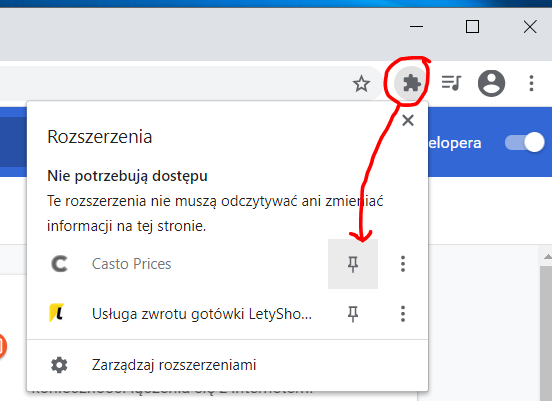 elopera
Rozszerzenia
Nie potrzebują dostępu
Te rozszerzenia nie muszą odczytywać ani zmieniać
informacji na tej stronie.
Casto Prices
Usługa zwrotu gotówki LetySho...
Zarządzaj rozszerzeniami